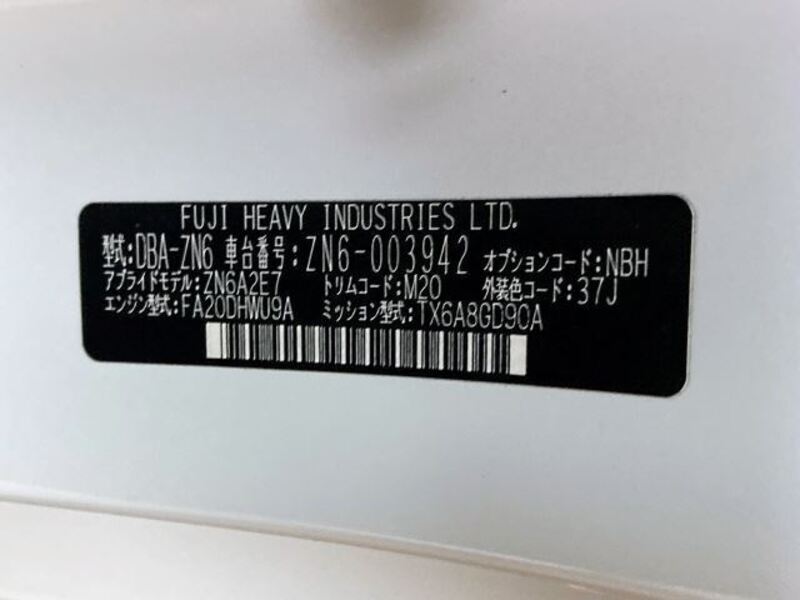 FUJI HEAVY INDUSTRIES LTD.
型式:DBA-ZN6 車台番号:ZN6-003942 オプションコード:NBH
アプライドモデル:ZN6A2E7 トリムコード:M20 外装色コード:37J
エンジン型式:FA20DHWU9A ミッション型式:TX6A8GD90A